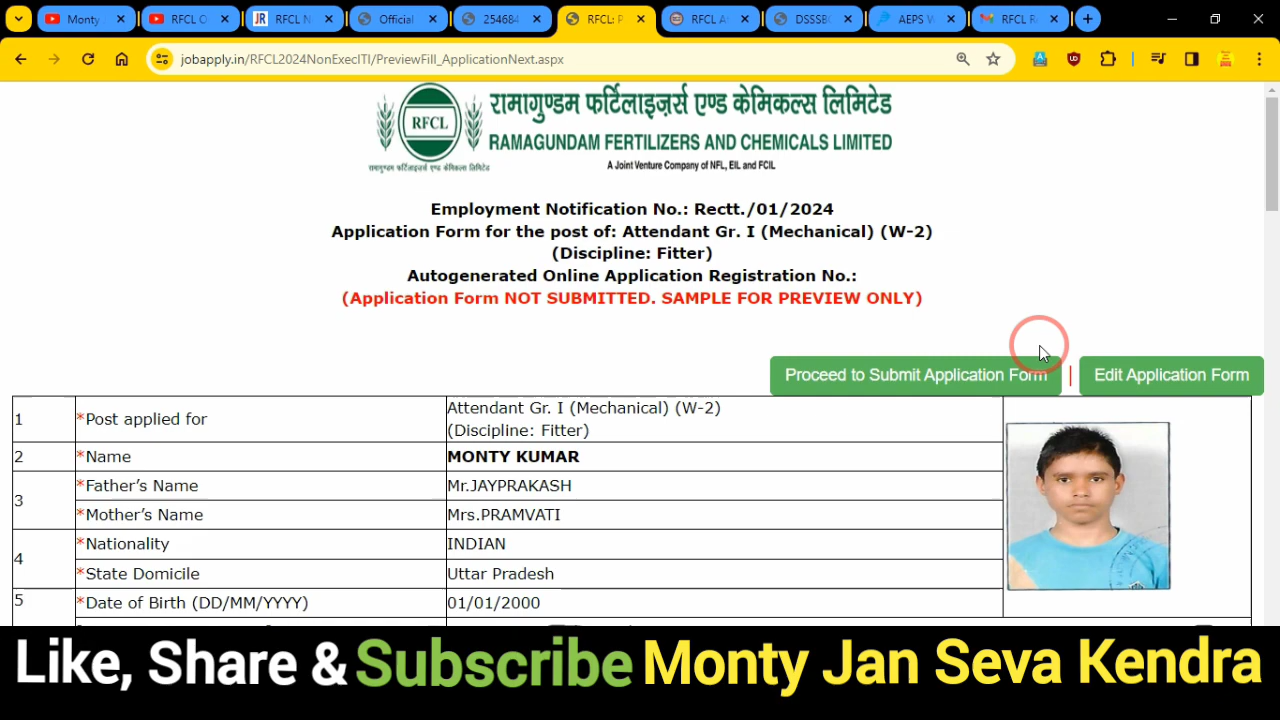 Monty
RFCL O
RFCL N
Official
254684
RFCL: P
RFCL A
DSSSBO
AEPS W
RFCL R
jobapply.in/RFCL2024NonExecITI/PreviewFill_ApplicationNext.aspx
RFCL
रामागुण्डम फर्टिलाइज़र्स एण्ड केमिकल्स लिमिटेड
RAMAGUNDAM FERTILIZERS AND CHEMICALS LIMITED
A Joint Venture Company of NFL, EIL and FCIL
Employment Notification No.: Rectt./01/2024
Application Form for the post of: Attendant Gr. I (Mechanical) (W-2)
(Discipline: Fitter)
Autogenerated Online Application Registration No.:
(Application Form NOT SUBMITTED. SAMPLE FOR PREVIEW ONLY)
Proceed to Submit Application Form | Edit Application Form
1 *Post applied for Attendant Gr. I (Mechanical) (W-2)
(Discipline: Fitter)
2 *Name MONTY KUMAR
3 *Father's Name Mr.JAYPRAKASH
*Mother's Name Mrs.PRAMVATI
4 *Nationality INDIAN
*State Domicile Uttar Pradesh
5 *Date of Birth (DD/MM/YYYY) 01/01/2000
Like, Share & Subscribe Monty Jan Seva Kendra